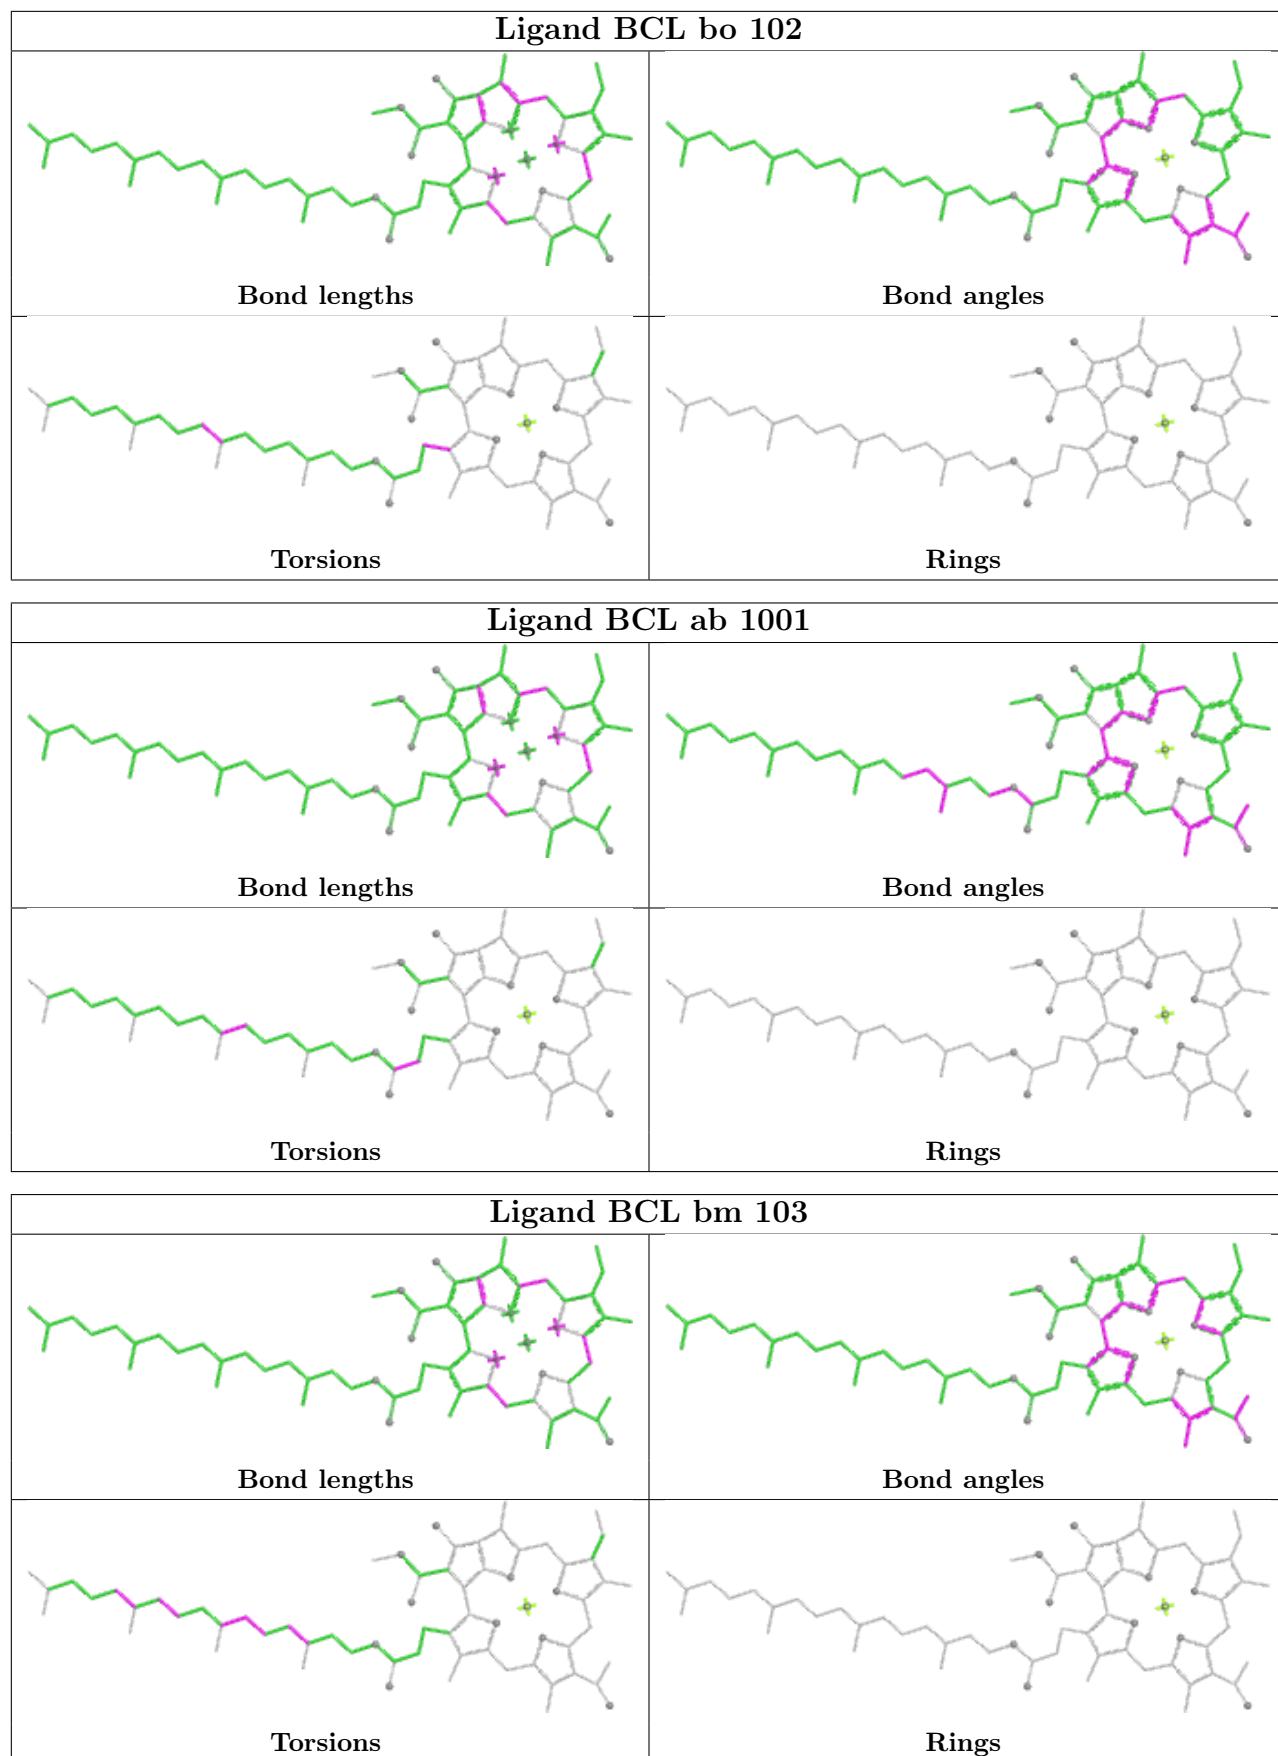 Ligand BCL bo 102
Bond lengths
Bond angles
Torsions
Rings
Ligand BCL ab 1001
Bond lengths
Bond angles
Torsions
Rings
Ligand BCL bm 103
Bond lengths
Bond angles
Torsions
Rings